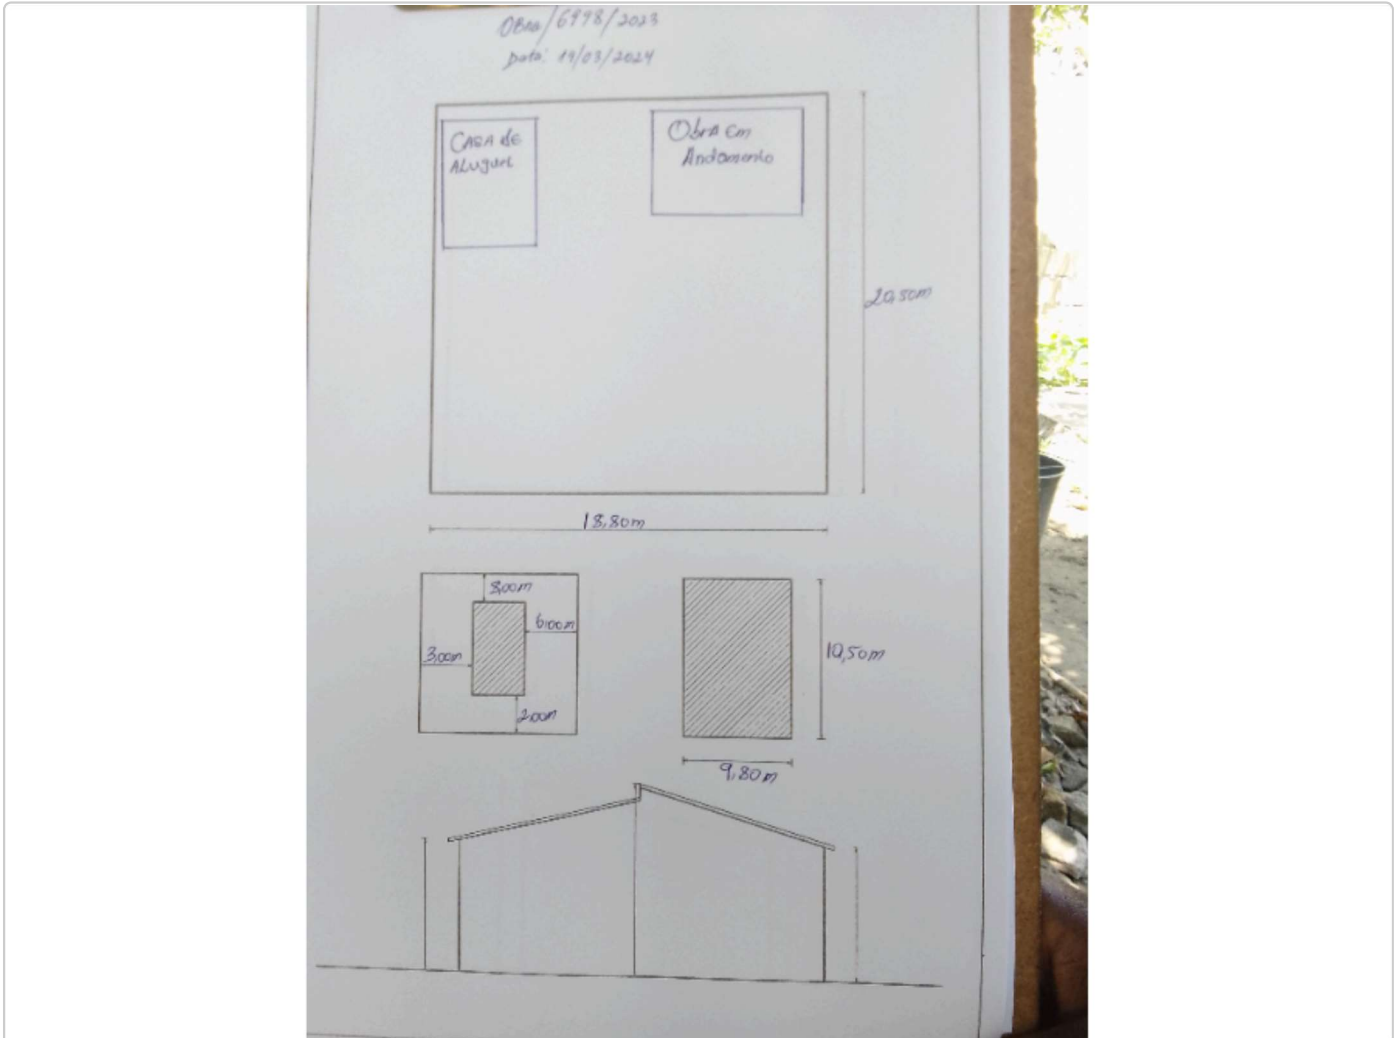 Obra/6998/2023
Data: 19/03/2024
CASA de
ALuguel
Obra Em
Andamento
20,50m
18,80m
8,00m
6,00m
3,00m
2,00m
10,50m
9,80m